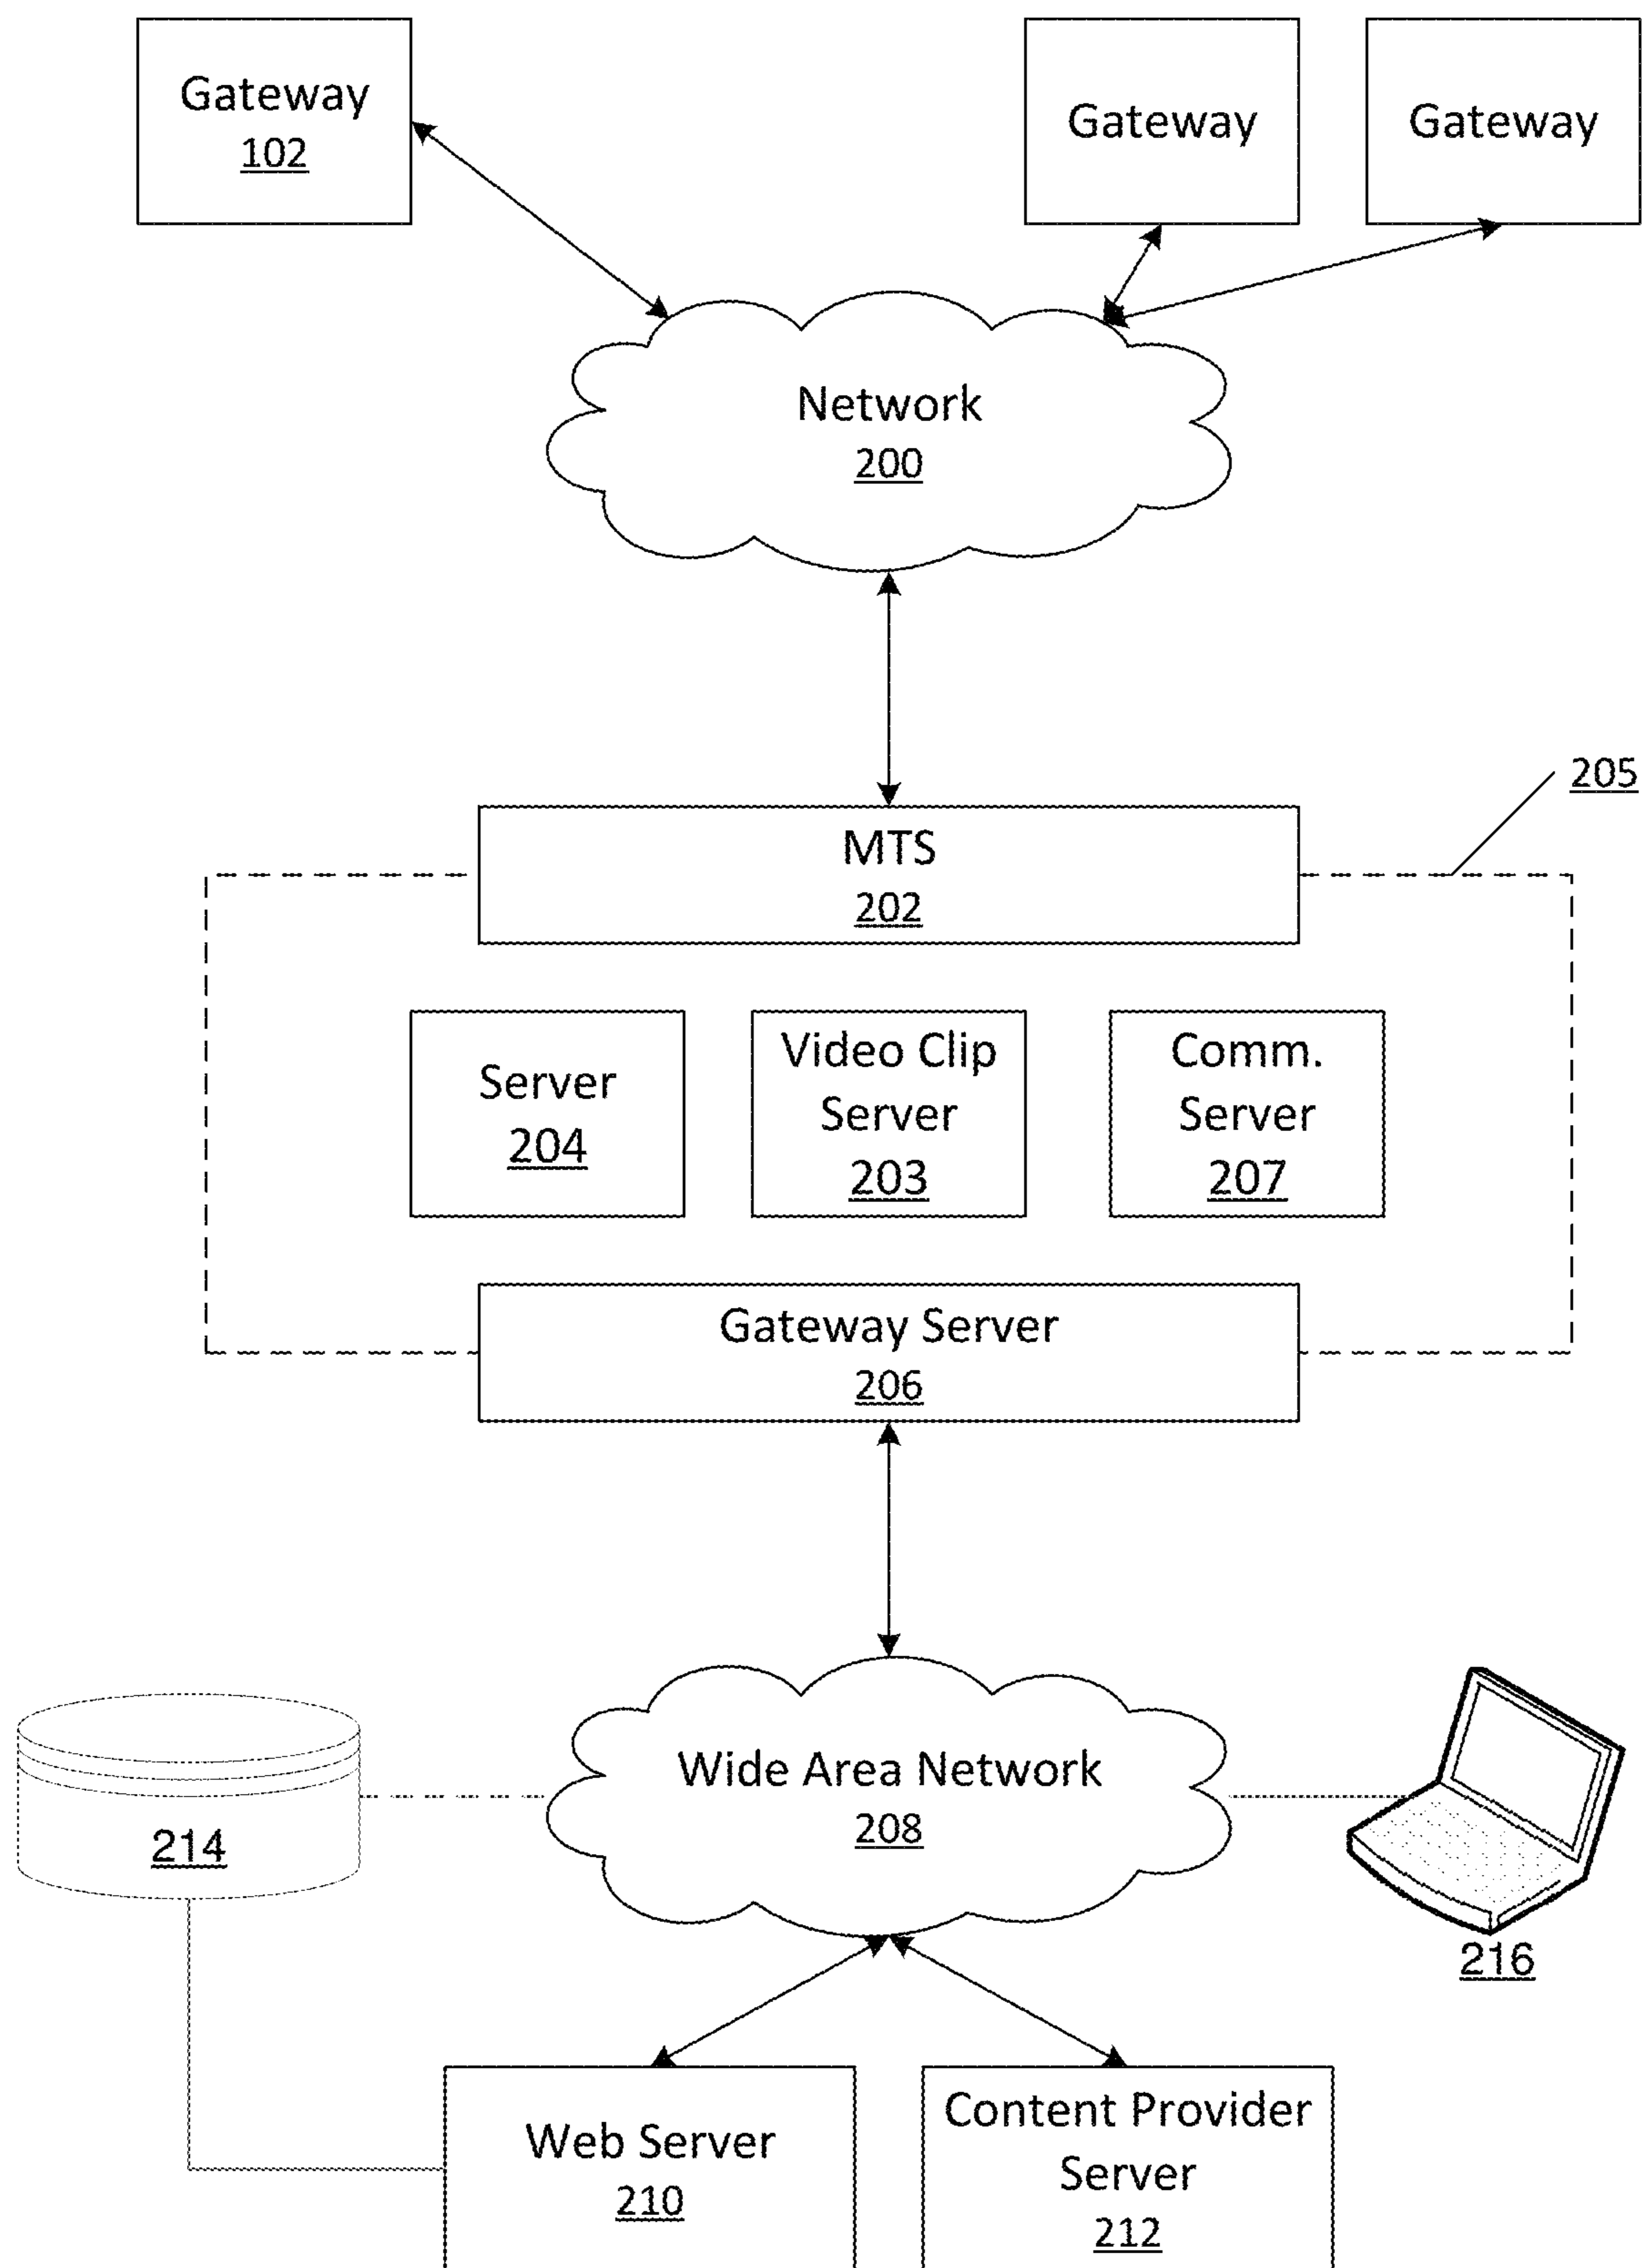 Gateway
102
Gateway
Gateway
Network
200
205
MTS
202
Server
204
Video Clip
Server
203
Comm.
Server
207
Gateway Server
206
Wide Area Network
208
214
216
Web Server
210
Content Provider
Server
212